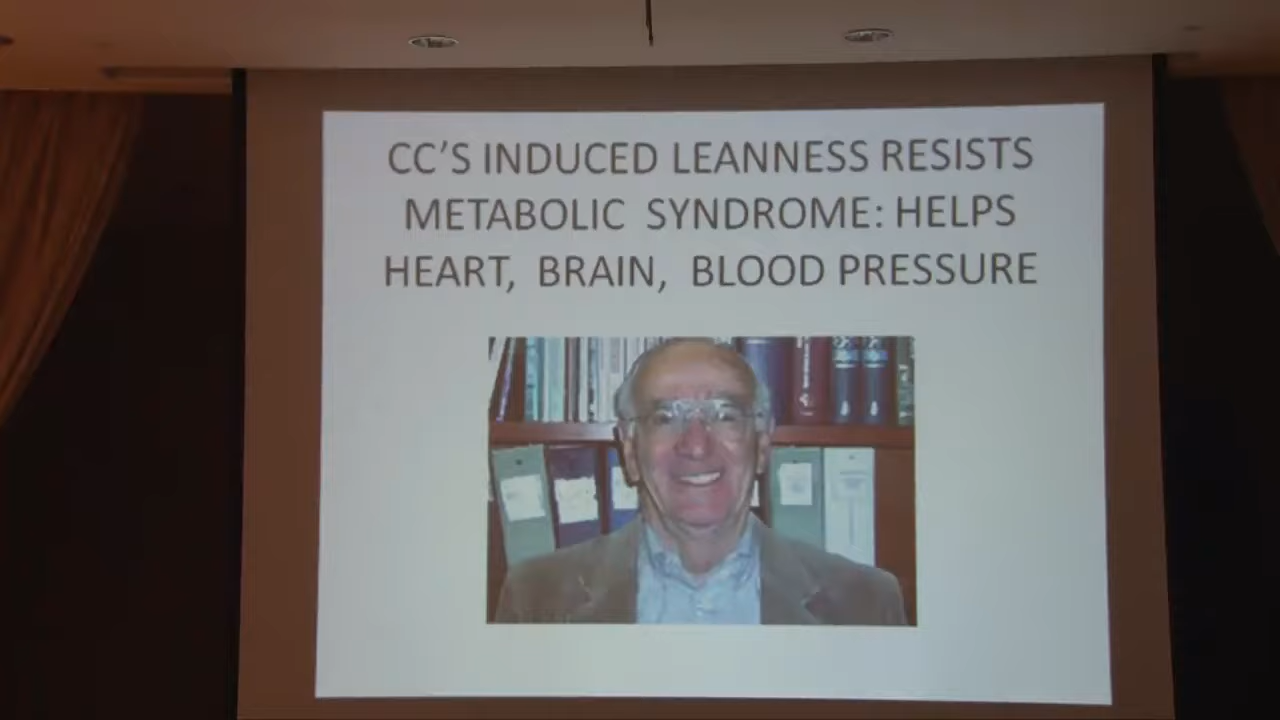 CC'S INDUCED LEANNESS RESISTS
METABOLIC SYNDROME: HELPS
HEART, BRAIN, BLOOD PRESSURE